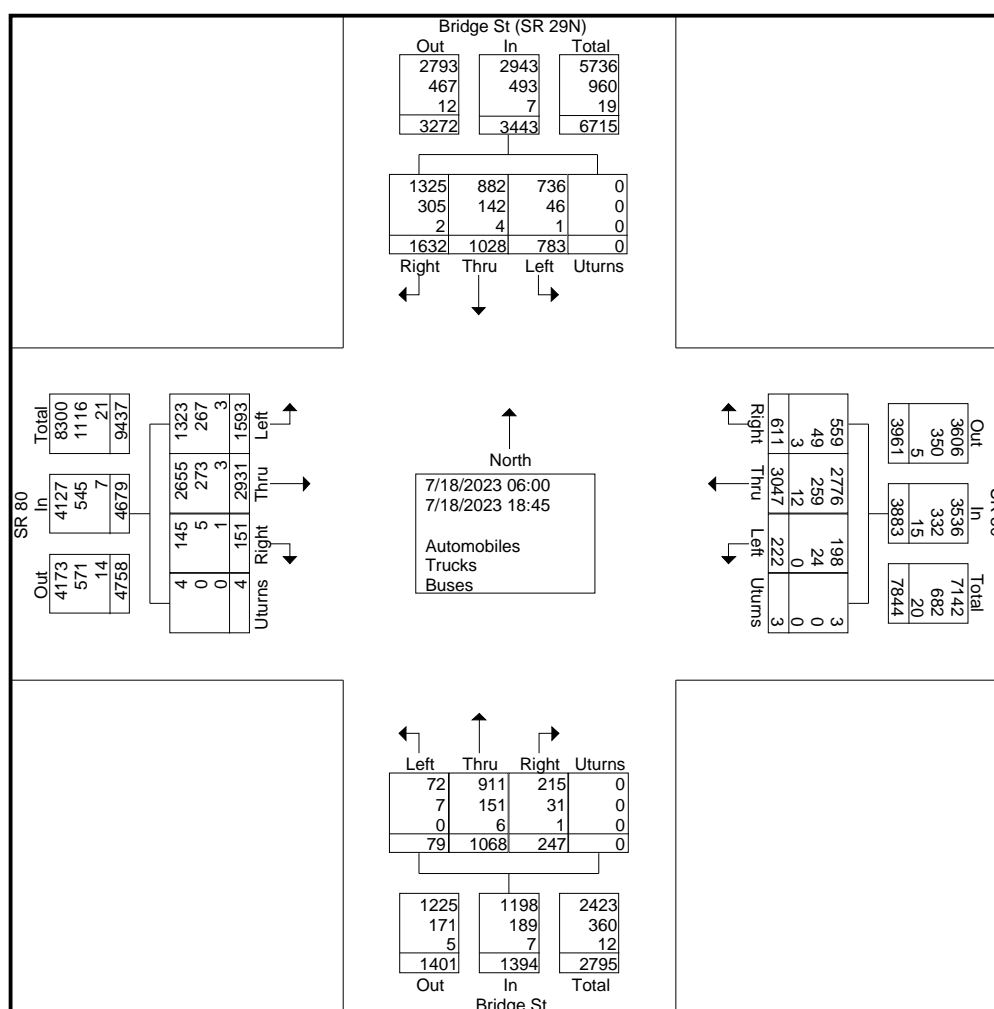 Bridge St (SR 29N)
Out In Total
2793 2943 5736
467 493 960
12 7 19
3272 3443 6715
1325 882 736 0
305 142 46 0
2 4 1 0
1632 1028 783 0
Right Thru Left Uturns
SR 80
Total In Out
8300 4127 4173
1116 545 571
21 7 14
9437 4679 4758
1323 2655 145 4
267 273 5 0
3 3 1 0
1593 2931 151 4
Left Thru Right Uturns
North
7/18/2023 06:00
7/18/2023 18:45
Automobiles
Trucks
Buses
Right Thru Left Uturns
611 3047 222 3
3 12 0 0
49 259 24 0
559 2776 198 3
Out In Total
3606 3536 7142
350 332 682
5 15 20
3961 3883 7844
Left Thru Right Uturns
72 911 215 0
7 151 31 0
0 6 1 0
79 1068 247 0
1225 1198 2423
171 189 360
5 7 12
1401 1394 2795
Out In Total
Bridge St